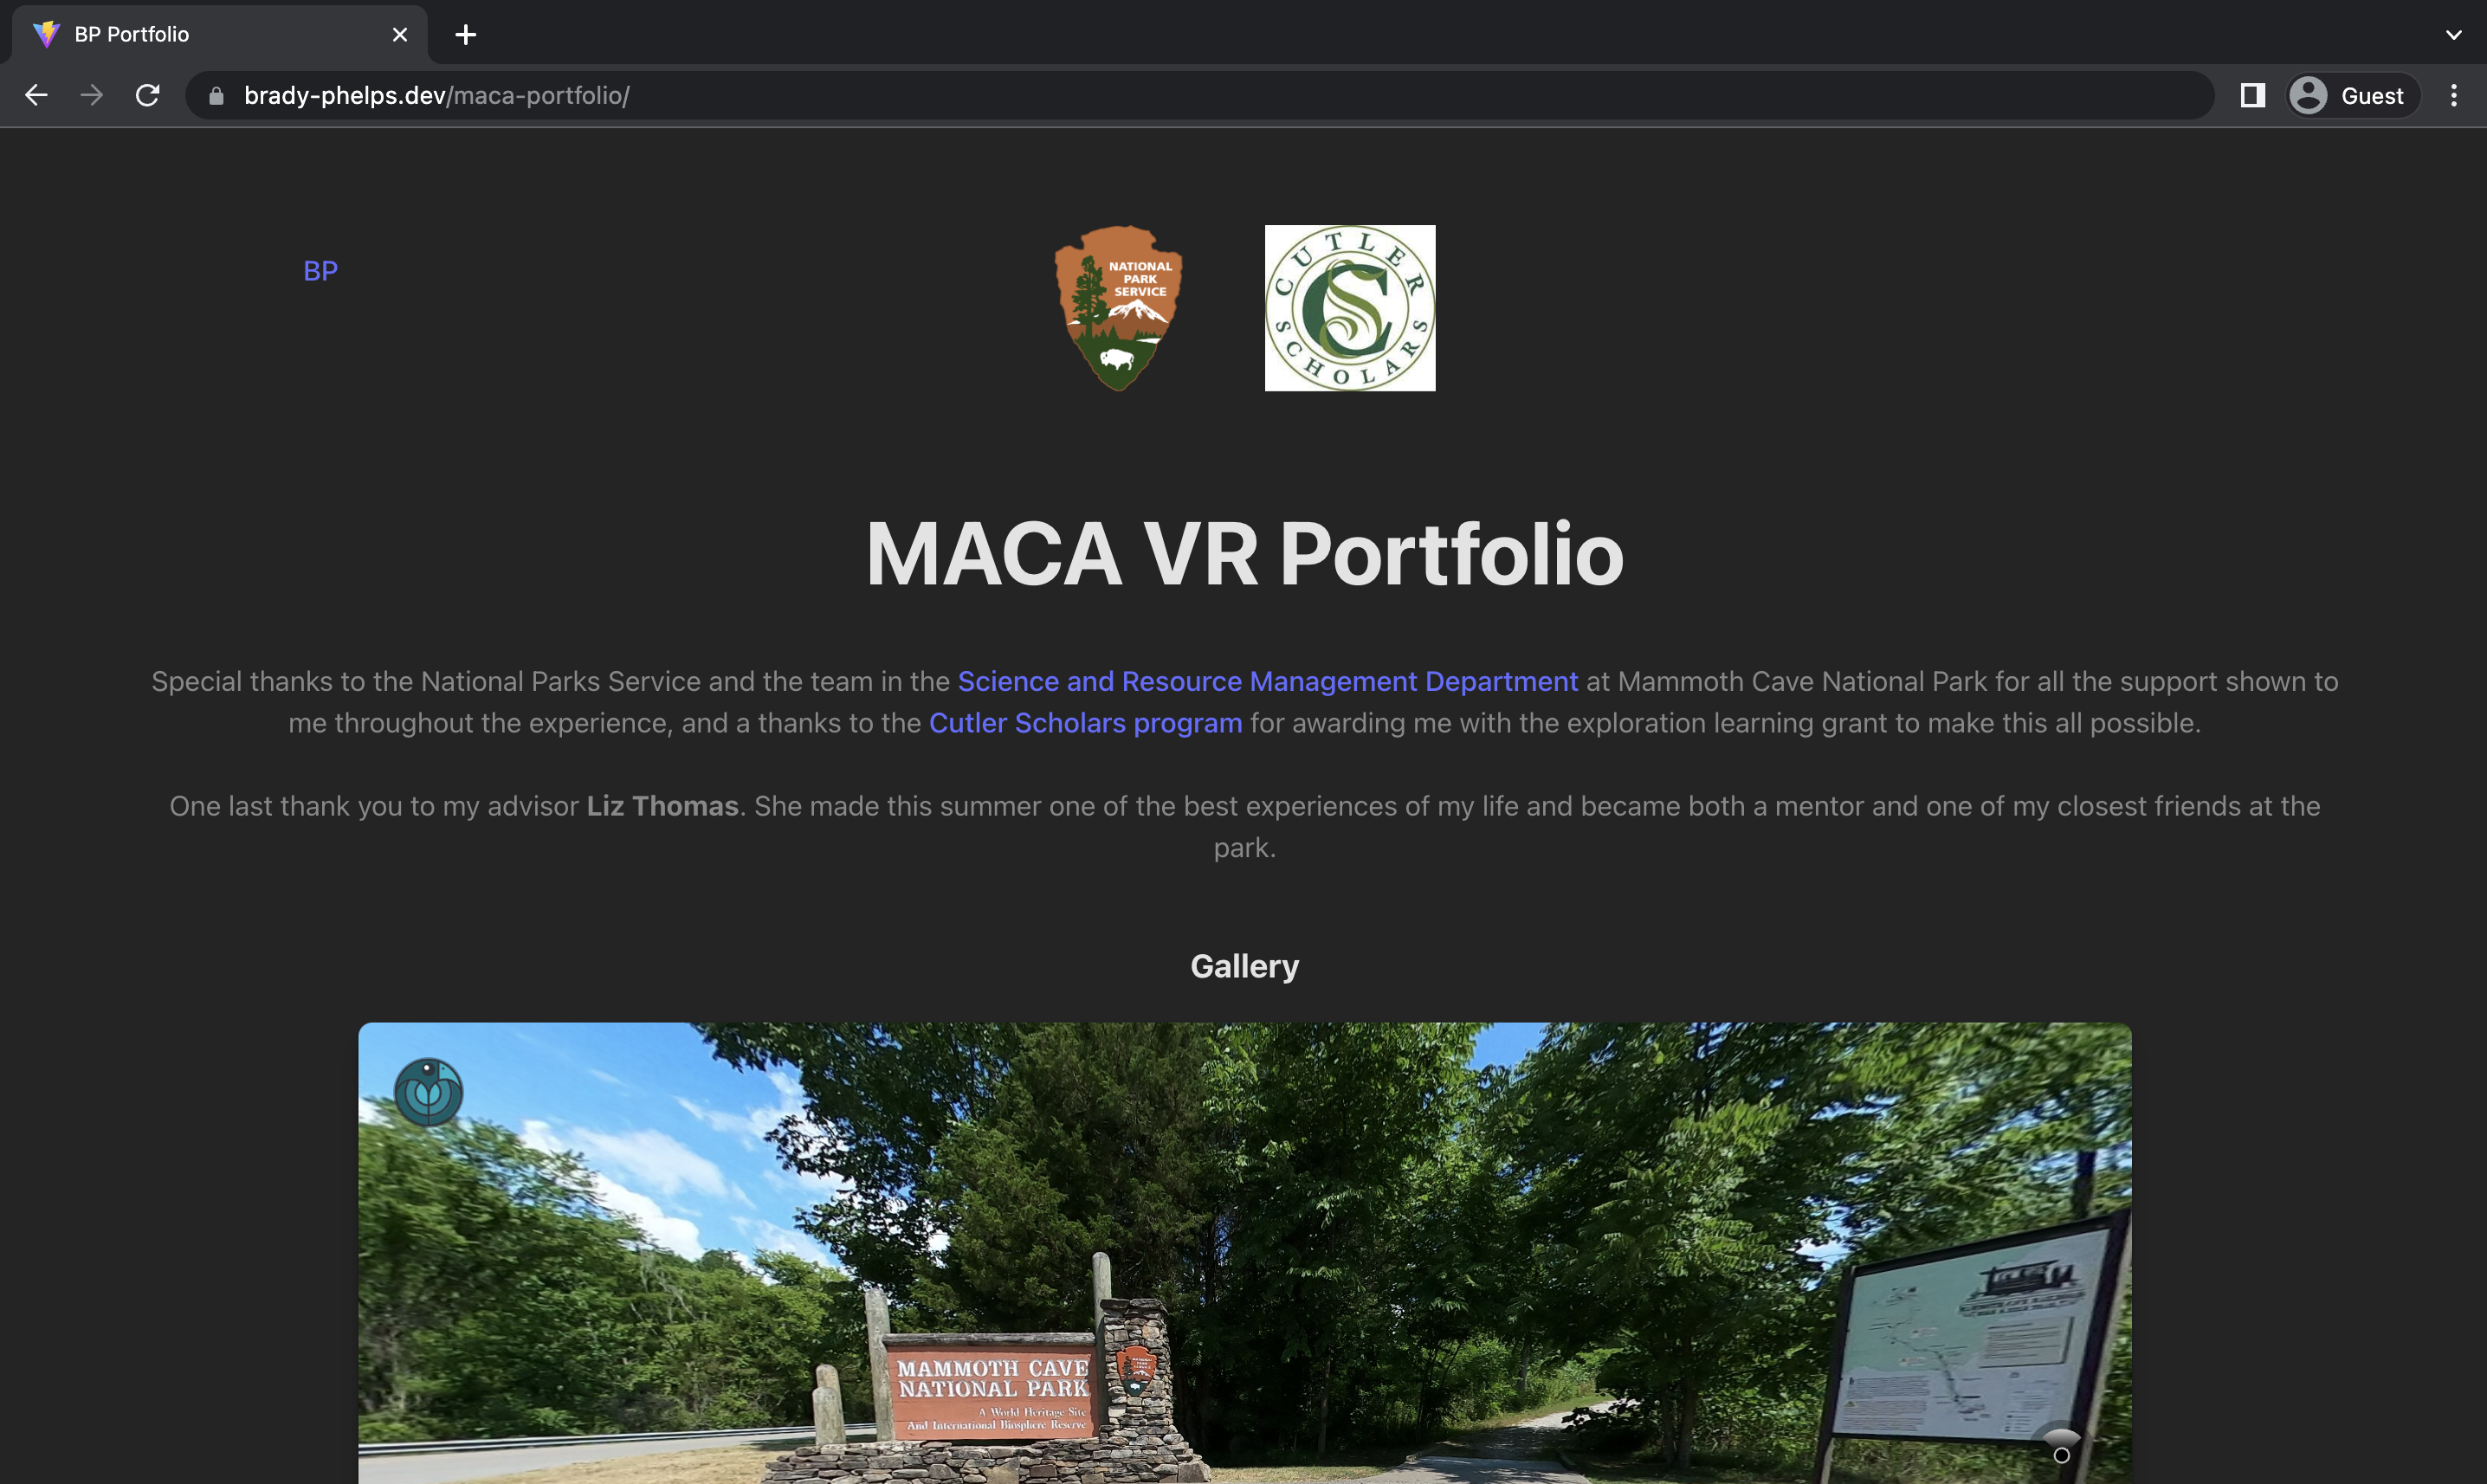 BP Portfolio
brady-phelps.dev/maca-portfolio/
Guest
BP
NATIONAL
PARK
SERVICE
CUTLER
SCHOLARS
MACA VR Portfolio
Special thanks to the National Parks Service and the team in the Science and Resource Management Department at Mammoth Cave National Park for all the support shown to
me throughout the experience, and a thanks to the Cutler Scholars program for awarding me with the exploration learning grant to make this all possible.
One last thank you to my advisor Liz Thomas. She made this summer one of the best experiences of my life and became both a mentor and one of my closest friends at the
park.
Gallery
MAMMOTH CAVE
NATIONAL PARK
A World Heritage Site
And International Biosphere Reserve